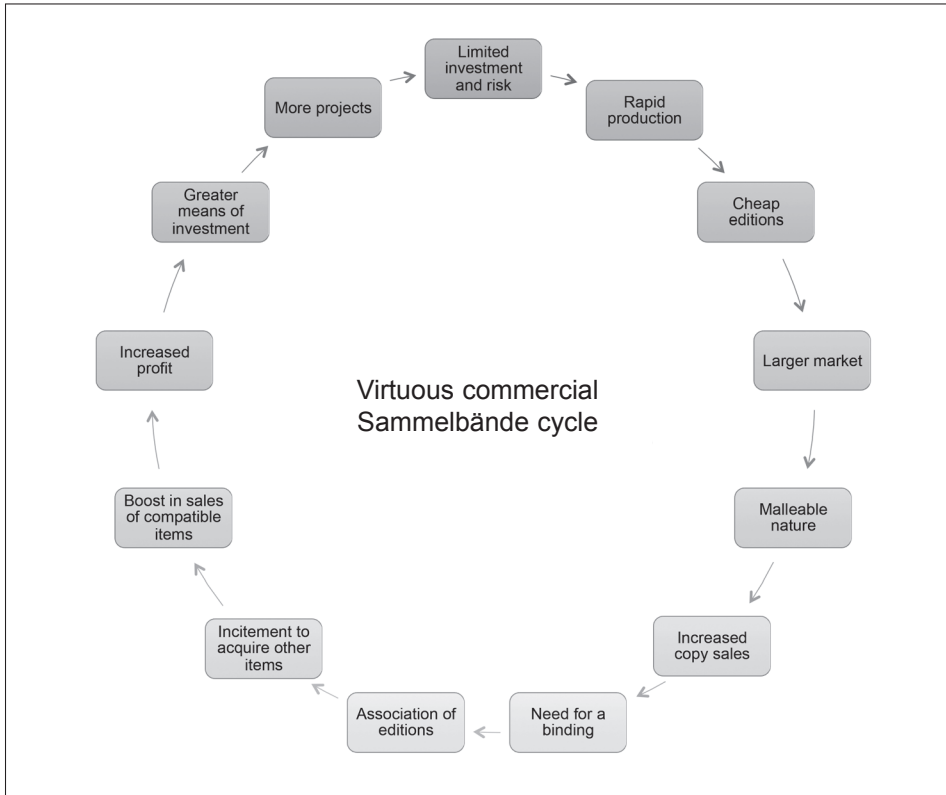 Limited
investment
and risk
Rapid
production
Cheap
editions
Larger market
Malleable
nature
Increased
copy sales
Need for a
binding
Association of
editions
Incitement to
acquire other
items
Boost in sales
of compatible
items
Increased
profit
Greater
means of
investment
More projects
Virtuous commercial
Sammelbände cycle